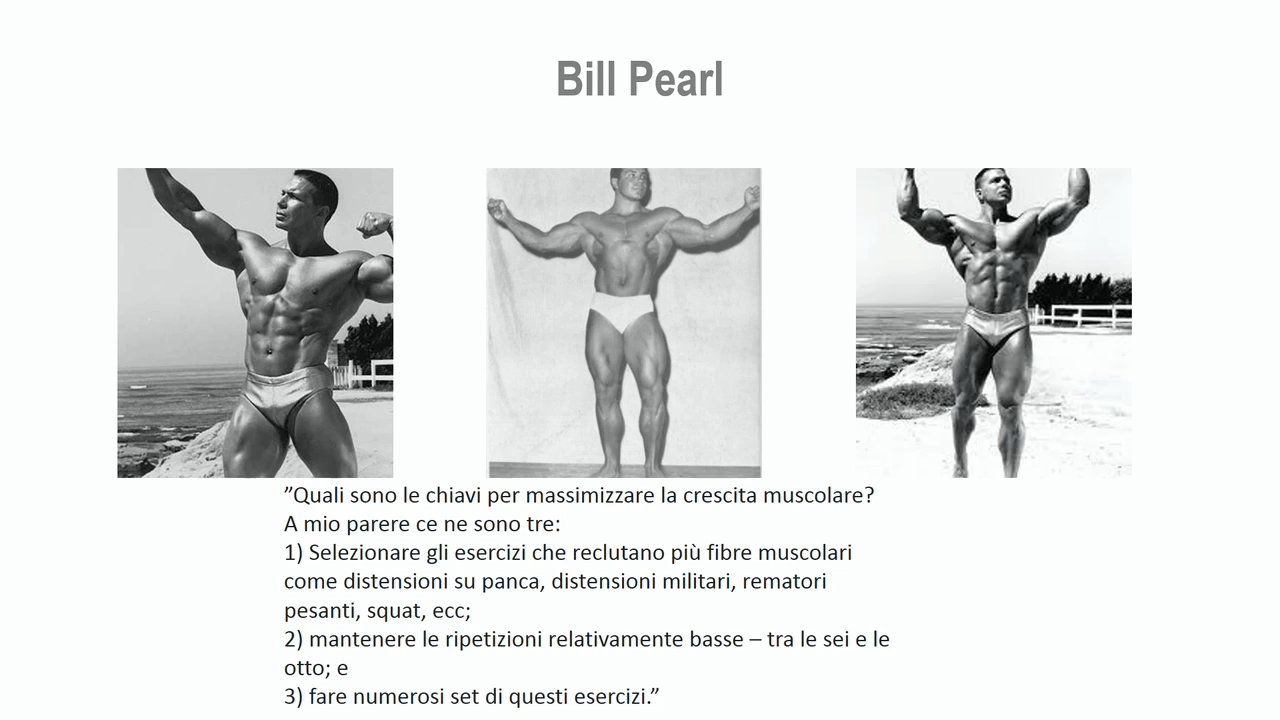 Bill Pearl
”Quali sono le chiavi per massimizzare la crescita muscolare?
A mio parere ce ne sono tre:
1) Selezionare gli esercizi che reclutano più fibre muscolari
come distensioni su panca, distensioni militari, rematori
pesanti, squat, ecc;
2) mantenere le ripetizioni relativamente basse – tra le sei e le
otto; e
3) fare numerosi set di questi esercizi.”